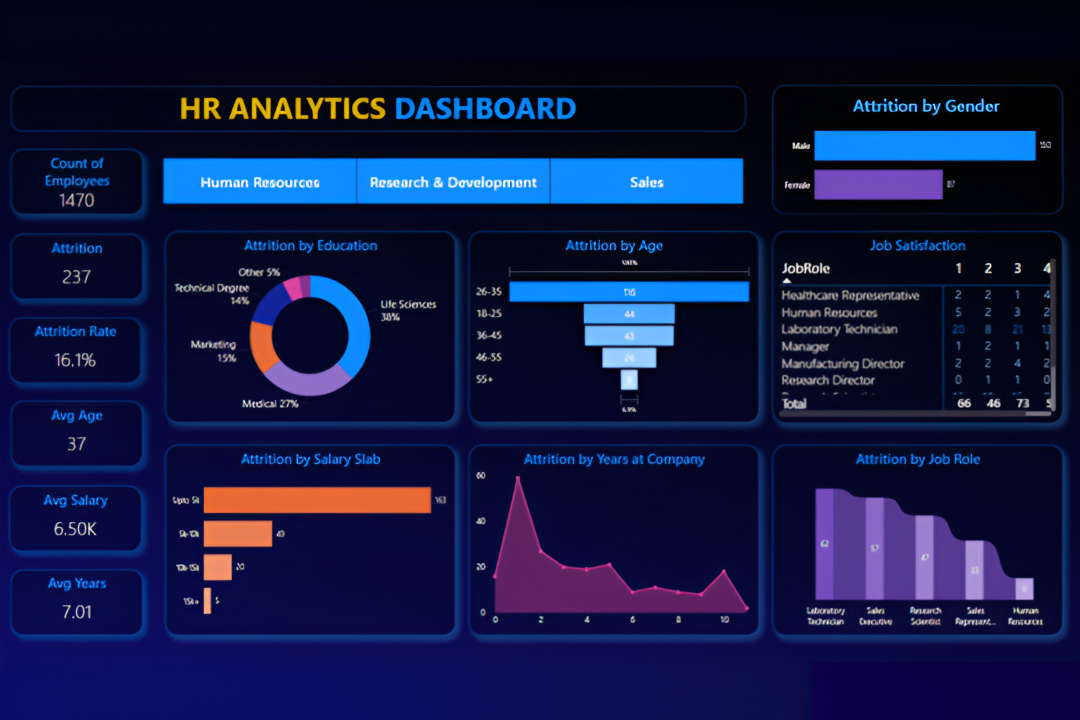 HR ANALYTICS DASHBOARD
Attrition by Gender
Male
Female
Count of
Employees
1470
Human Resources
Research & Development
Sales
Attrition
237
Attrition Rate
16.1%
Avg Age
37
Avg Salary
6.50K
Avg Years
7.01
Attrition by Education
Other 5%
Technical Degree
14%
Life Sciences
38%
Marketing
15%
Medical 27%
Attrition by Age
100%
26-35
116
18-25
44
36-45
43
46-55
26
55+
Job Satisfaction
JobRole 1 2 3 4
Healthcare Representative 2 2 1 4
Human Resources 5 2 3 2
Laboratory Technician 20 8 21 13
Manager 1 2 1 1
Manufacturing Director 2 2 4 2
Research Director 0 1 1 0
Total 66 46 73 5
Attrition by Salary Slab
Upto 5k
163
5k-10k
49
10k-15k
20
15k+
5
Attrition by Years at Company
60
40
20
0
0 2 4 6 8 10
Attrition by Job Role
62
57
47
33
Laboratory
Technician
Sales
Executive
Research
Scientist
Sales
Represent...
Human
Resources